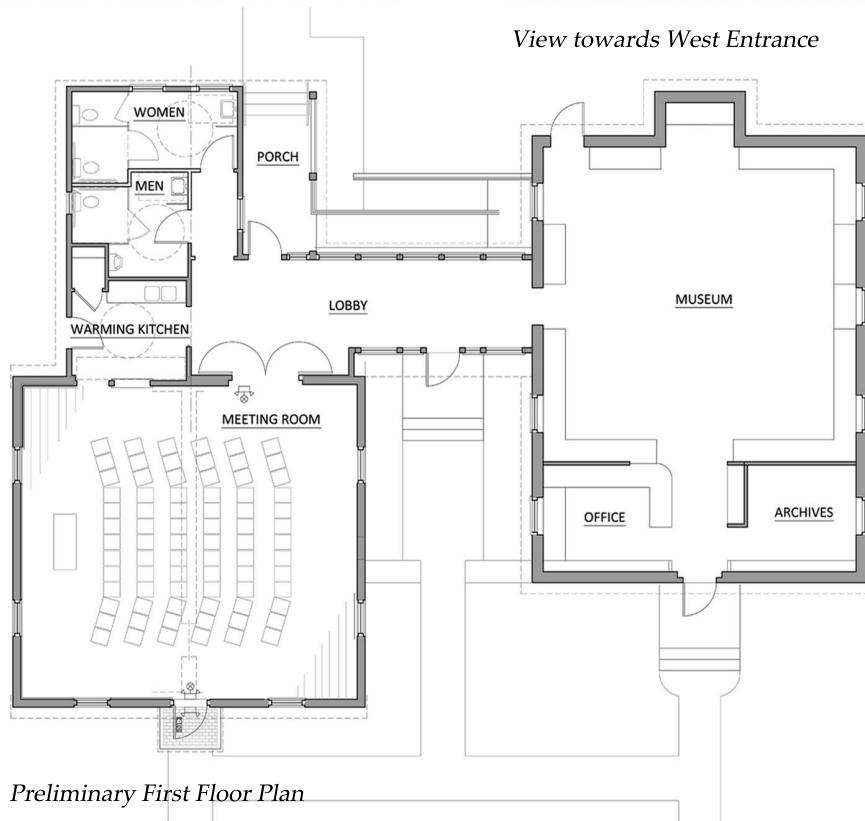 View towards West Entrance
WOMEN
PORCH
MEN
LOBBY
MUSEUM
WARMING KITCHEN
MEETING ROOM
OFFICE
ARCHIVES
Preliminary First Floor Plan